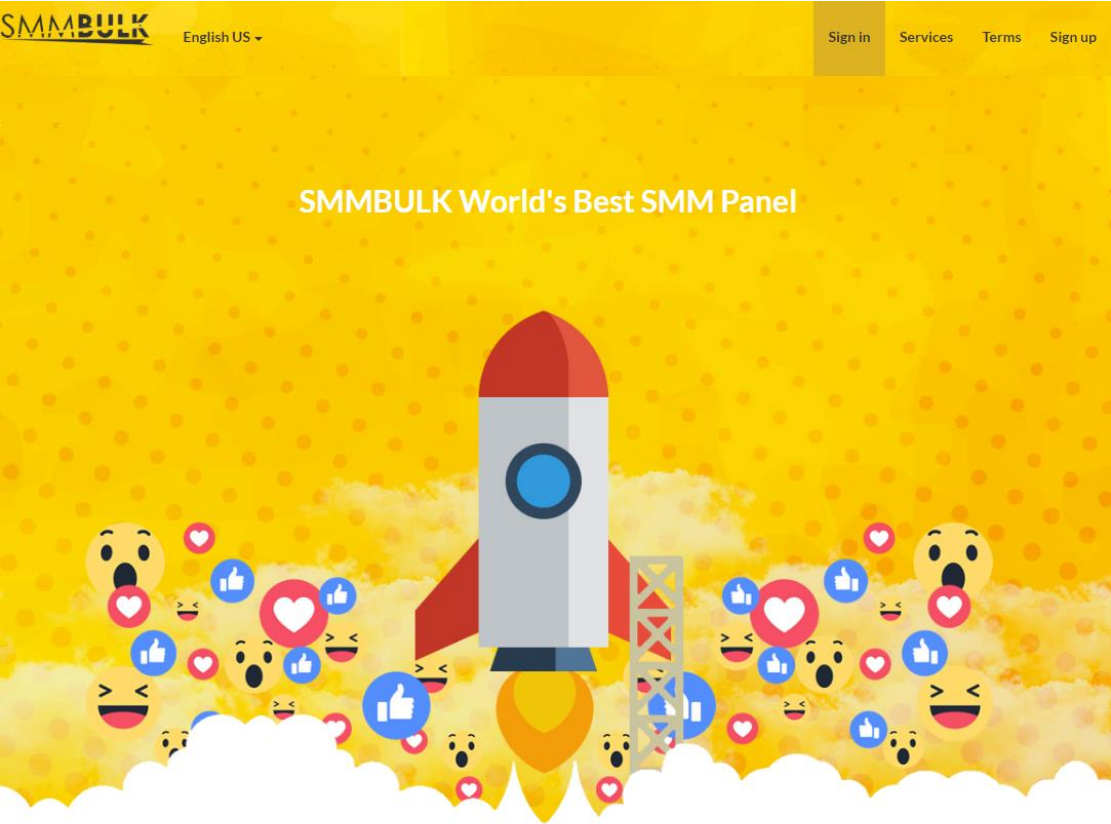 SMMBULK
English US
Sign in
Services
Terms
Sign up
SMMBULK World's Best SMM Panel